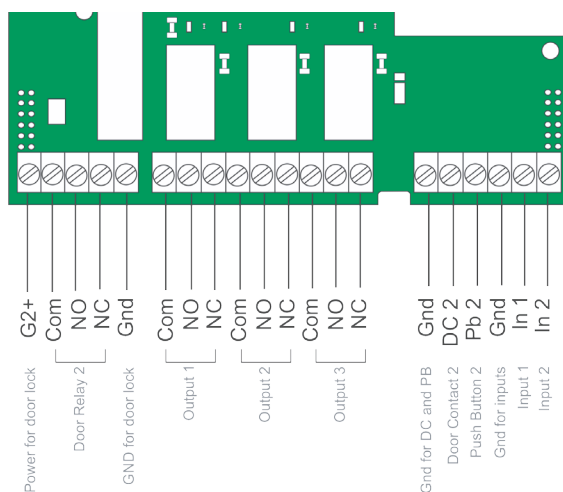 G2+
Com
NO
NC
Gnd
Com
NO
NC
Com
NO
NC
Com
NO
NC
Gnd
DC 2
Pb 2
Gnd
In 1
In 2
Power for door lock
Door Relay 2
GND for door lock
Output 1
Output 2
Output 3
Gnd for DC and PB
Door Contact 2
Push Button 2
Gnd for inputs
Input 1
Input 2